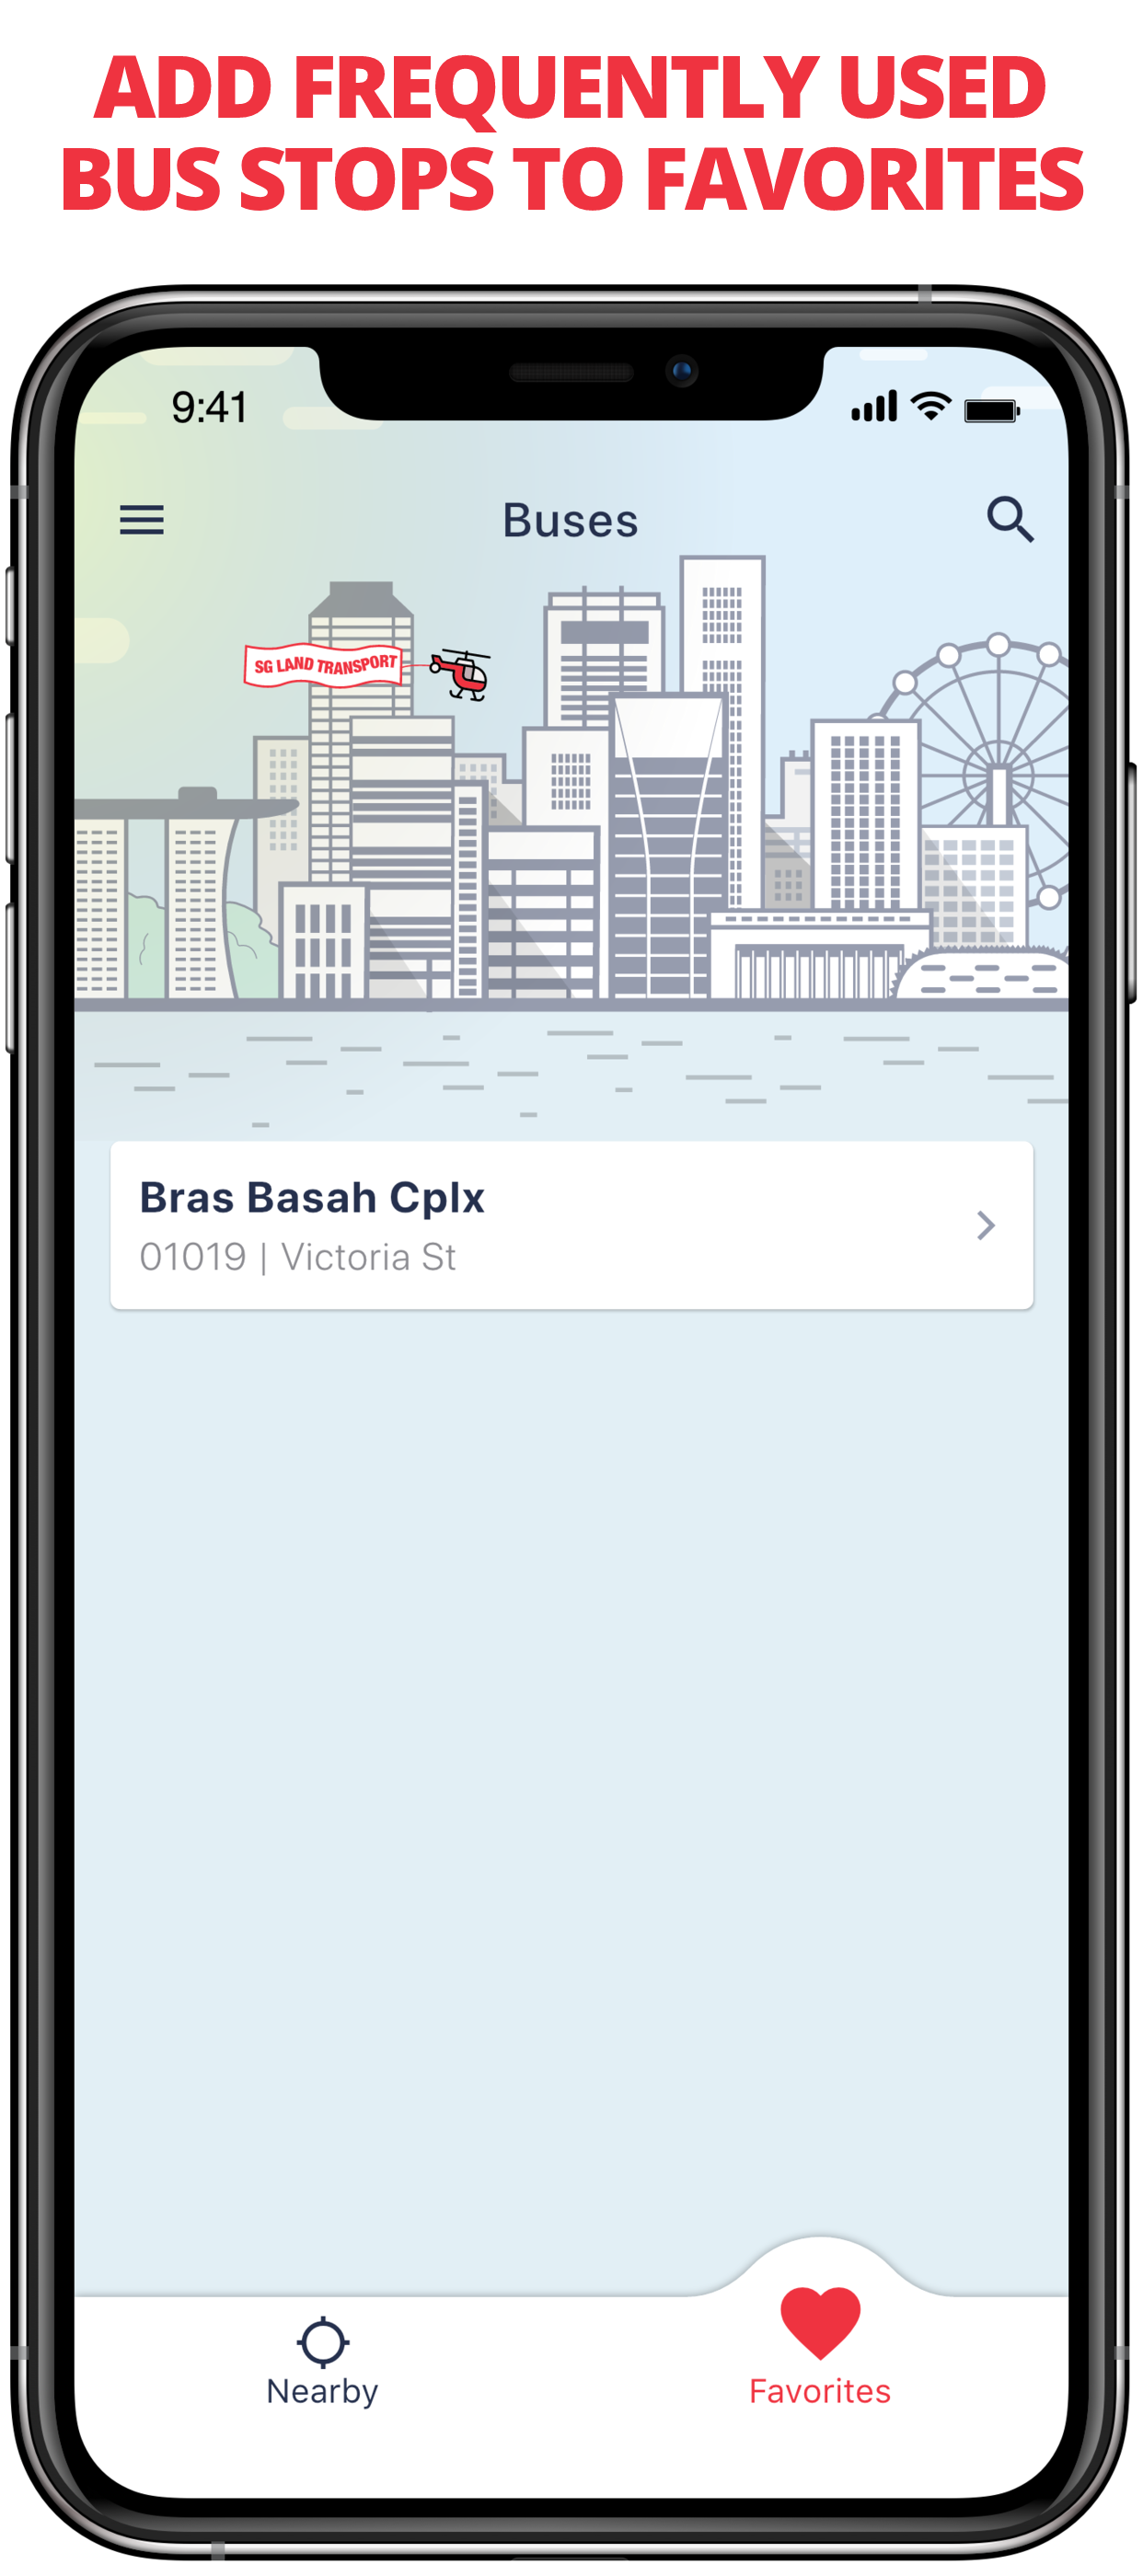 ADD FREQUENTLY USED
BUS STOPS TO FAVORITES
9:41
Buses
SG LAND TRANSPORT
Bras Basah Cplx
01019 | Victoria St
Nearby
Favorites